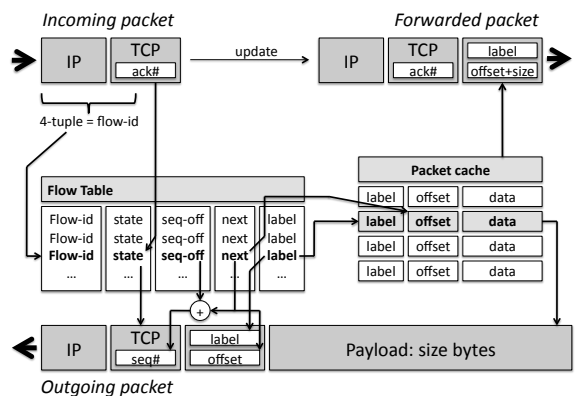 Incoming packet
Forwarded packet
IP
TCP
ack#
update
IP
TCP
ack#
label
offset+size
4-tuple = flow-id
Packet cache
label offset data
label offset data
label offset data
label offset data
Flow Table
Flow-id state seq-off next label
Flow-id state seq-off next label
Flow-id state seq-off next label
... ... ... ... ...
+
IP
TCP
seq#
label
offset
Payload: size bytes
Outgoing packet